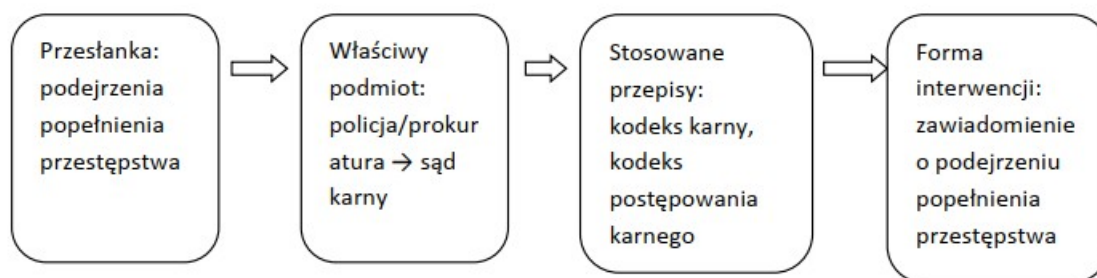 Przesłanka:
podejrzenia
popełnienia
przestępstwa
Właściwy
podmiot:
policja/prokur
atura → sąd
karny
Stosowane
przepisy:
kodeks karny,
kodeks
postępowania
karnego
Forma
interwencji:
zawiadomienie
o podejrzeniu
popełnienia
przestępstwa